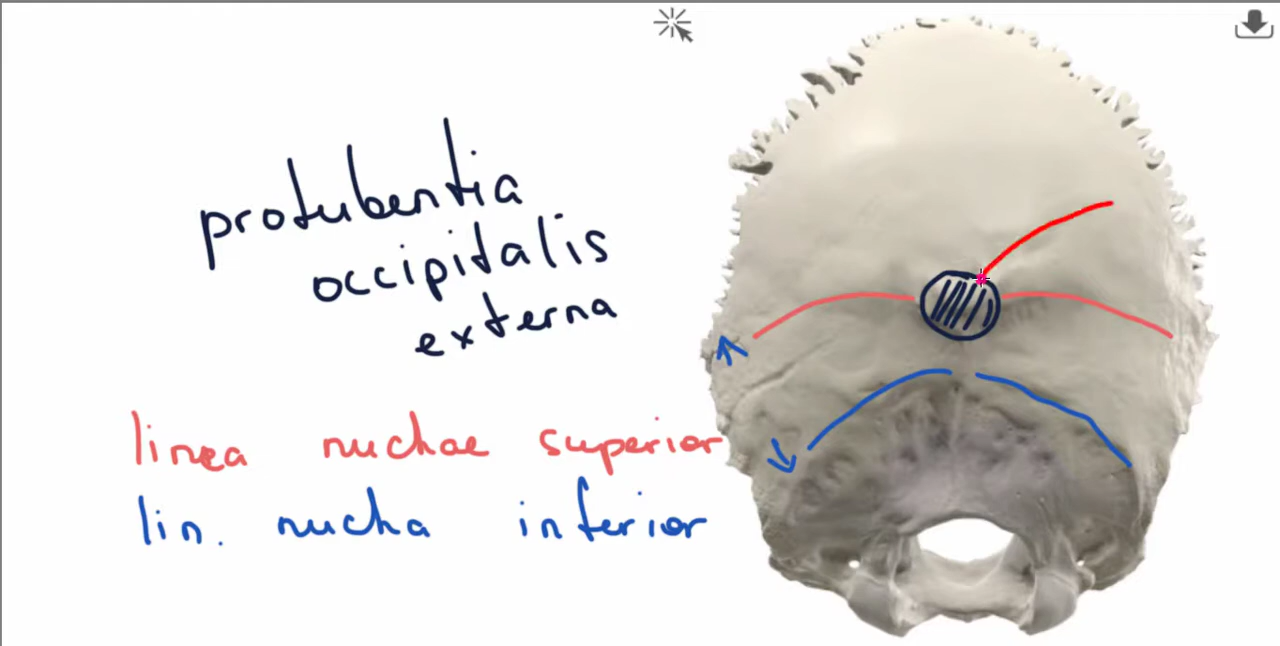 protubentia
occipitalis
externa
linea nuchae superior
lin. nucha inferior